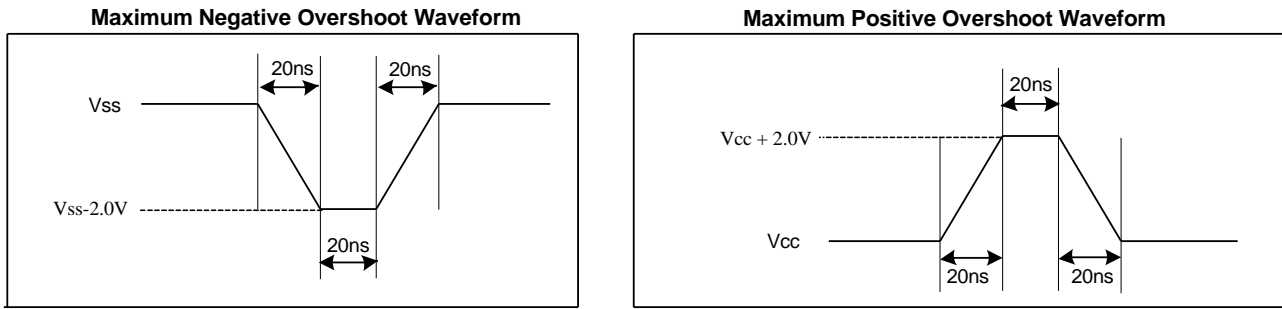 Maximum Negative Overshoot Waveform
20ns
20ns
Vss
Vss-2.0V
20ns
Maximum Positive Overshoot Waveform
20ns
Vcc + 2.0V
Vcc
20ns
20ns